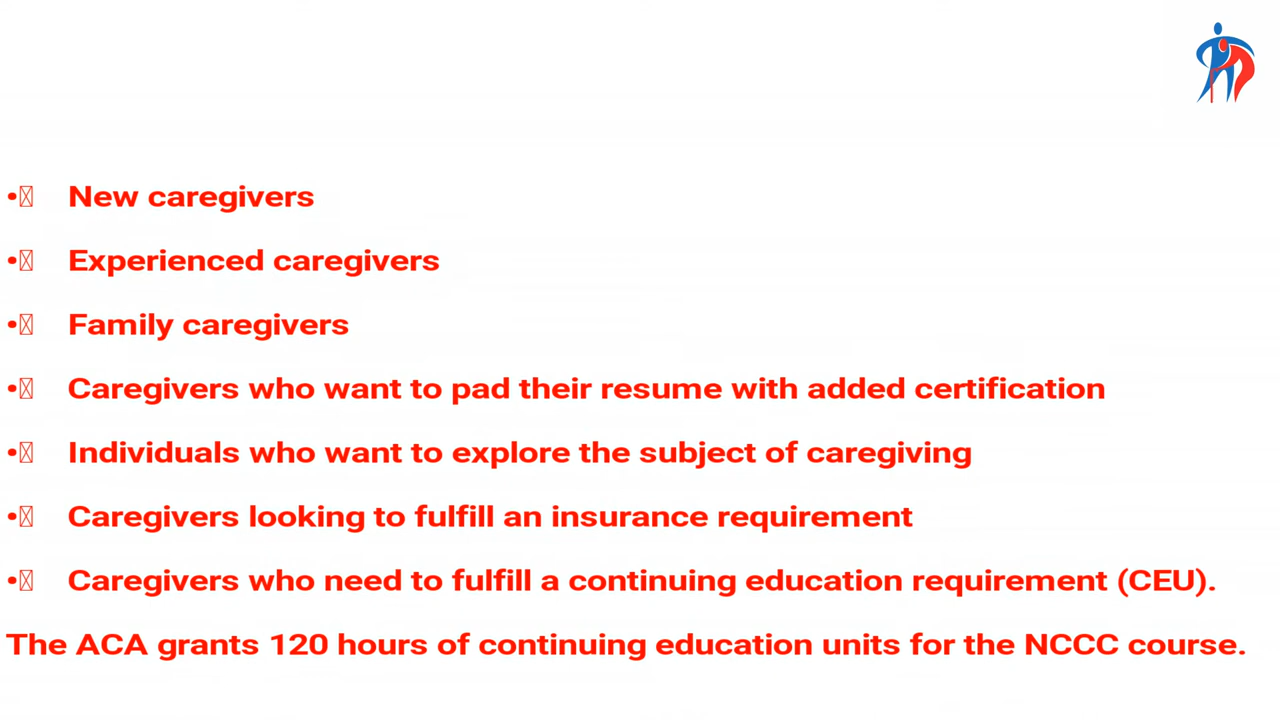 • New caregivers
• Experienced caregivers
• Family caregivers
• Caregivers who want to pad their resume with added certification
• Individuals who want to explore the subject of caregiving
• Caregivers looking to fulfill an insurance requirement
• Caregivers who need to fulfill a continuing education requirement (CEU).
The ACA grants 120 hours of continuing education units for the NCCC course.